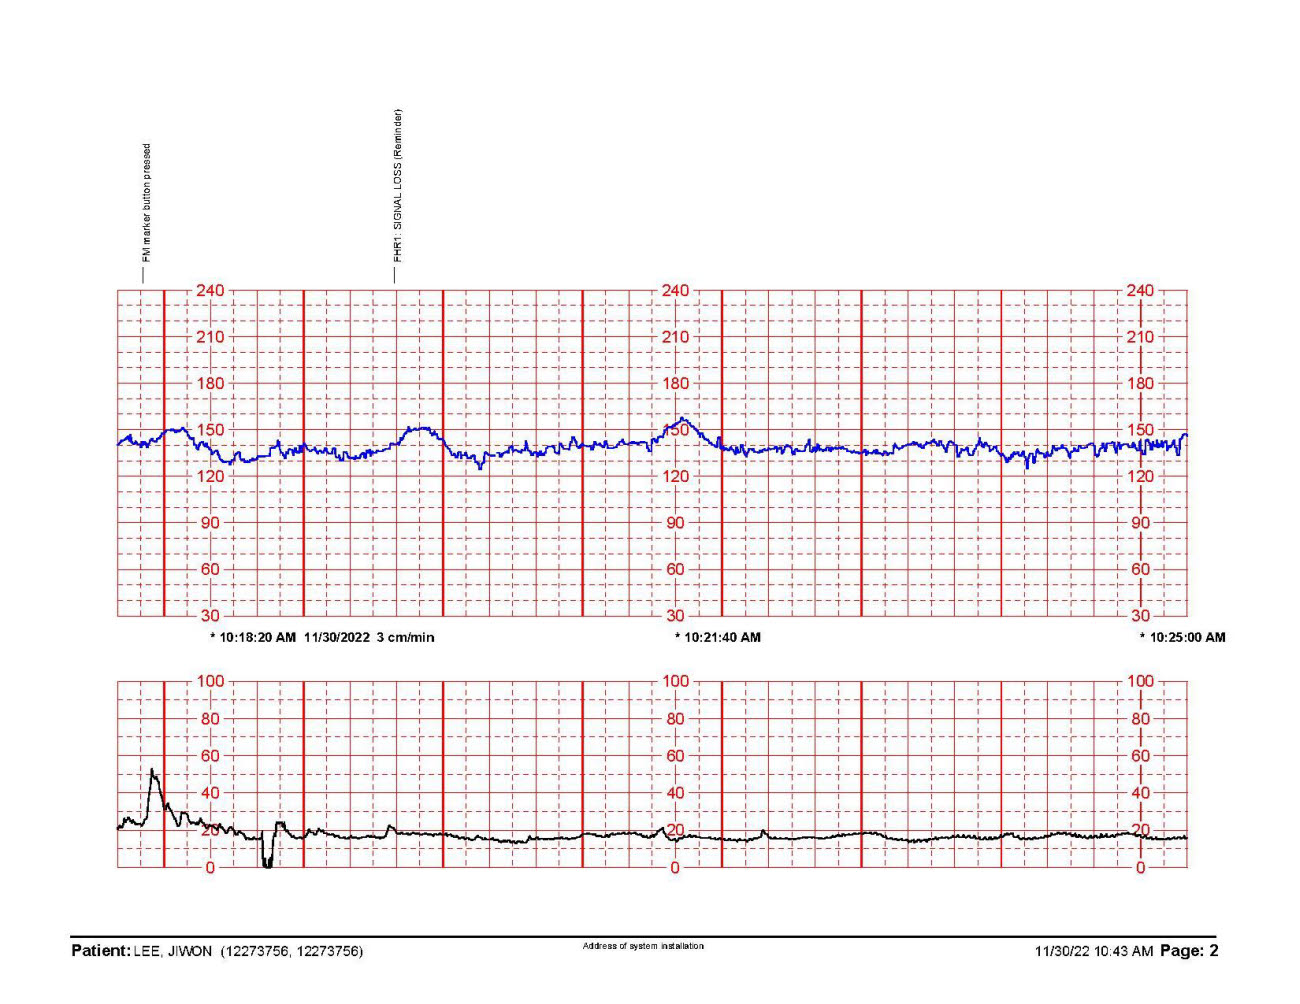 FM marker button pressed
FHR1: SIGNAL LOSS (Reminder)
240 240 240
210 210 210
180 180 180
150 150 150
120 120 120
90 90 90
60 60 60
30 30 30
* 10:18:20 AM 11/30/2022 3 cm/min * 10:21:40 AM * 10:25:00 AM
100 100 100
80 80 80
60 60 60
40 40 40
20 20 20
0 0 0
Patient: LEE, JIWON (12273756, 12273756) Address of system installation 11/30/22 10:43 AM Page: 2